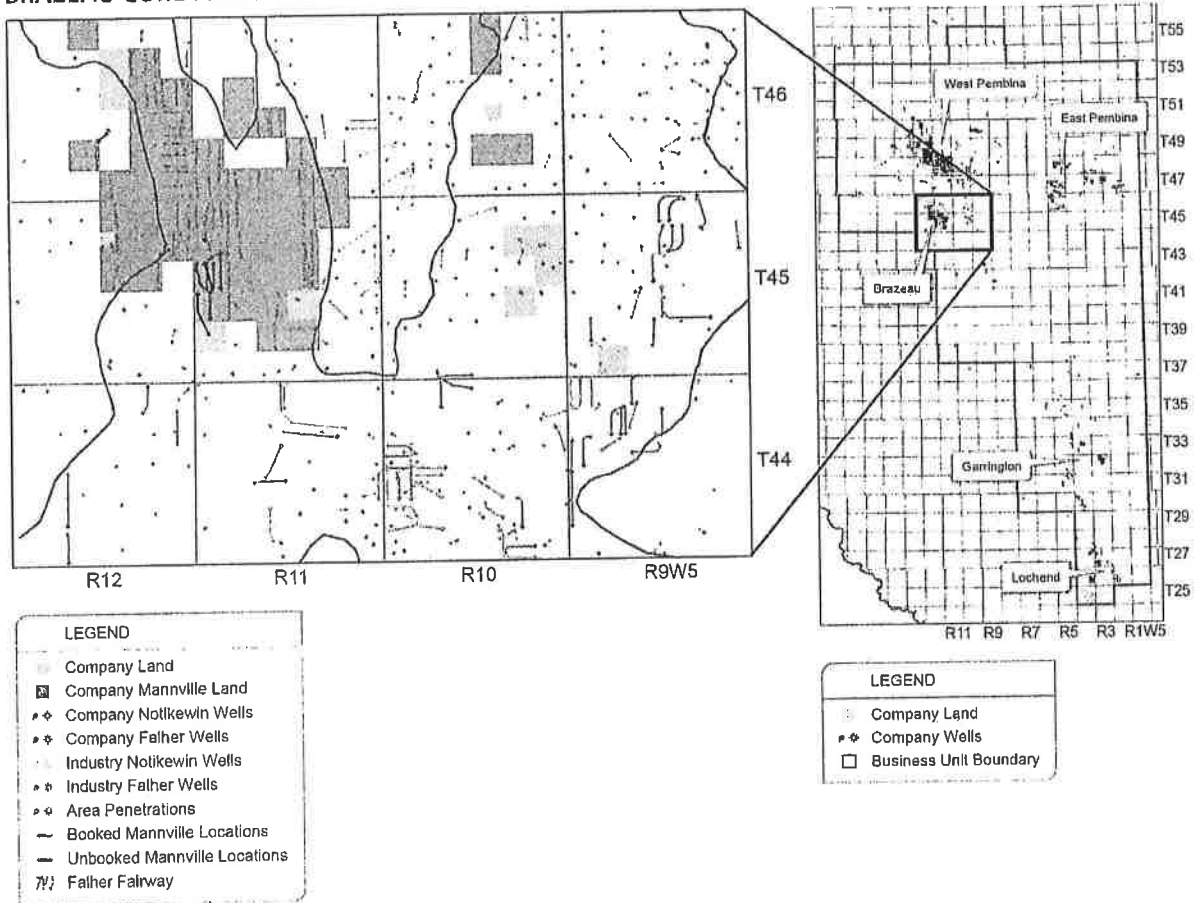 T46
T45
T44
R12
R11
R10
R9W5
LEGEND
Company Land
Company Mannville Land
Company Notikewin Wells
Company Falher Wells
Industry Notikewin Wells
Industry Falher Wells
Area Penetrations
Booked Mannville Locations
Unbooked Mannville Locations
Falher Fairway
West Pembina
East Pembina
Brazeau
Garrington
Lochend
T55
T53
T51
T49
T47
T45
T43
T41
T39
T37
T35
T33
T31
T29
T27
T25
R11 R9 R7 R5 R3 R1W5
LEGEND
Company Land
Company Wells
Business Unit Boundary